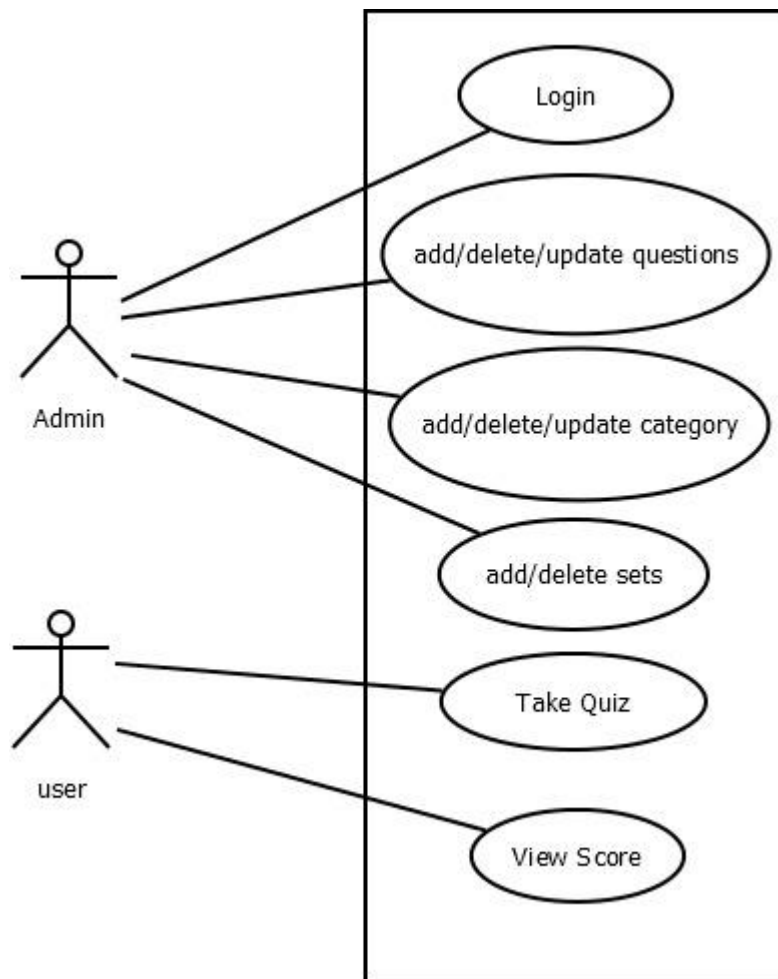 Login
add/delete/update questions
Admin
add/delete/update category
add/delete sets
Take Quiz
user
View Score